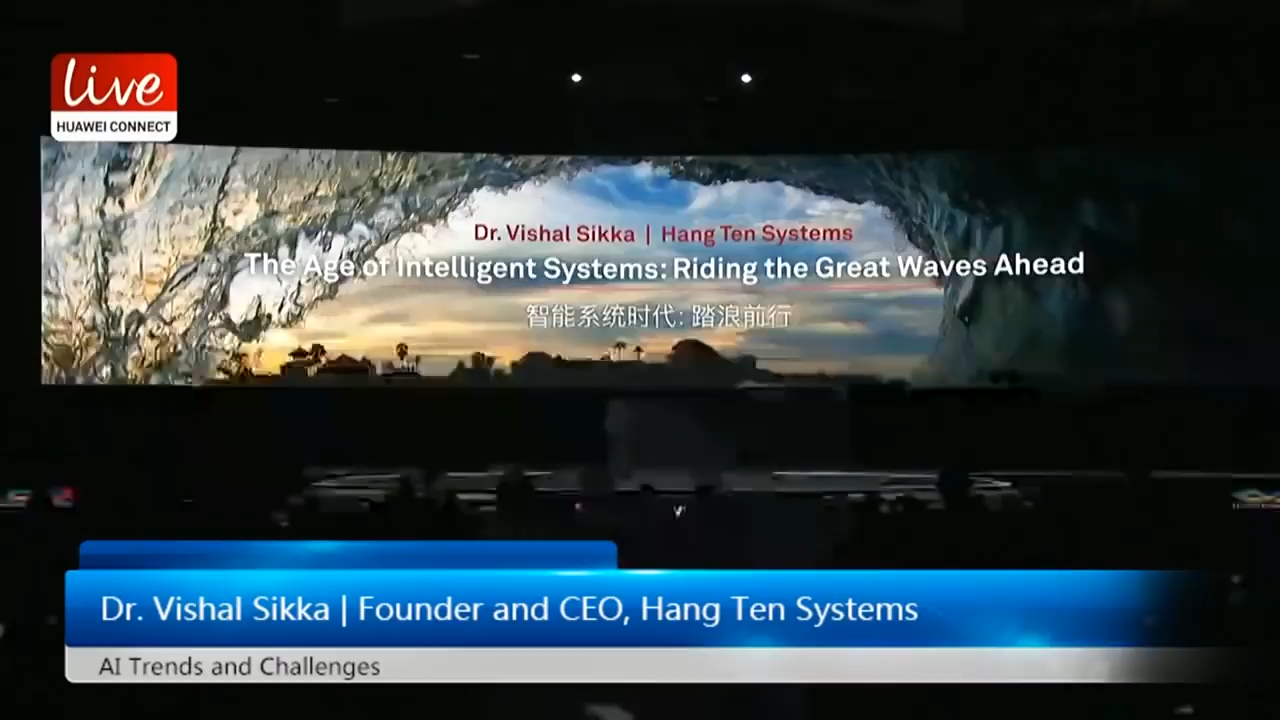 Live
HUAWEI CONNECT
Dr. Vishal Sikka | Hang Ten Systems
The Age of Intelligent Systems: Riding the Great Waves Ahead
智能系统时代: 踏浪前行
Dr. Vishal Sikka | Founder and CEO, Hang Ten Systems
AI Trends and Challenges